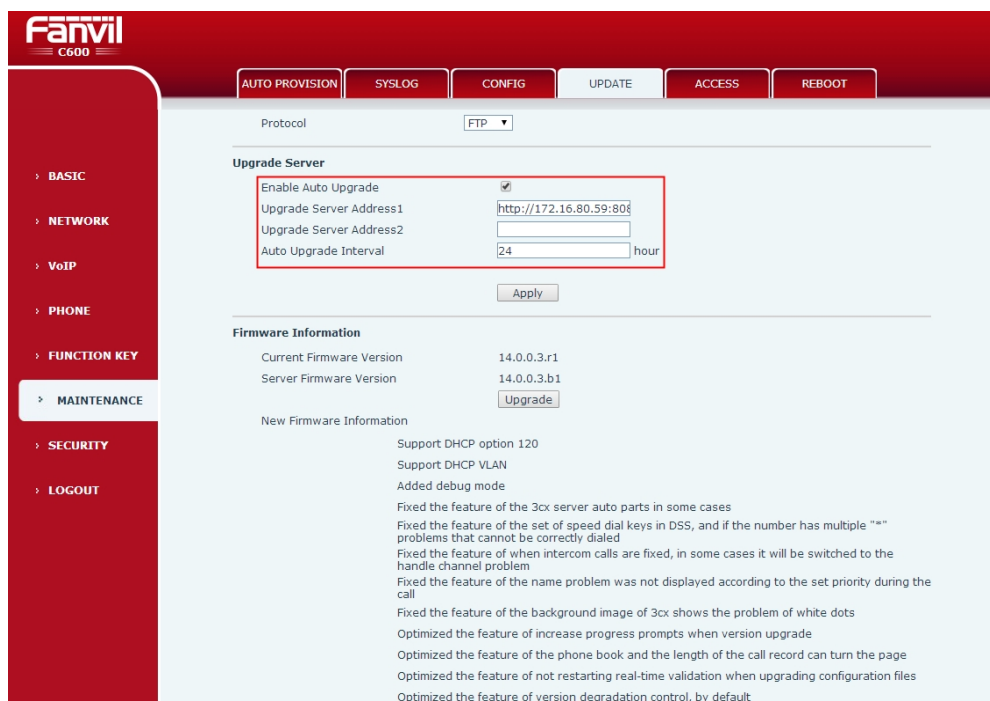 Fanvil
C600
AUTO PROVISION SYSLOG CONFIG UPDATE ACCESS REBOOT
Protocol FTP
Upgrade Server
› BASIC
Enable Auto Upgrade
Upgrade Server Address1 http://172.16.80.59:808
› NETWORK
Upgrade Server Address2
Auto Upgrade Interval 24 hour
› VoIP
Apply
› PHONE
Firmware Information
› FUNCTION KEY
Current Firmware Version 14.0.0.3.r1
Server Firmware Version 14.0.0.3.b1
› MAINTENANCE
Upgrade
New Firmware Information
› SECURITY
Support DHCP option 120
Support DHCP VLAN
› LOGOUT
Added debug mode
Fixed the feature of the 3cx server auto parts in some cases
Fixed the feature of the set of speed dial keys in DSS, and if the number has multiple "*"
problems that cannot be correctly dialed
Fixed the feature of when intercom calls are fixed, in some cases it will be switched to the
handle channel problem
Fixed the feature of the name problem was not displayed according to the set priority during the
call
Fixed the feature of the background image of 3cx shows the problem of white dots
Optimized the feature of increase progress prompts when version upgrade
Optimized the feature of the phone book and the length of the call record can turn the page
Optimized the feature of not restarting real-time validation when upgrading configuration files
Optimized the feature of version degradation control, by default